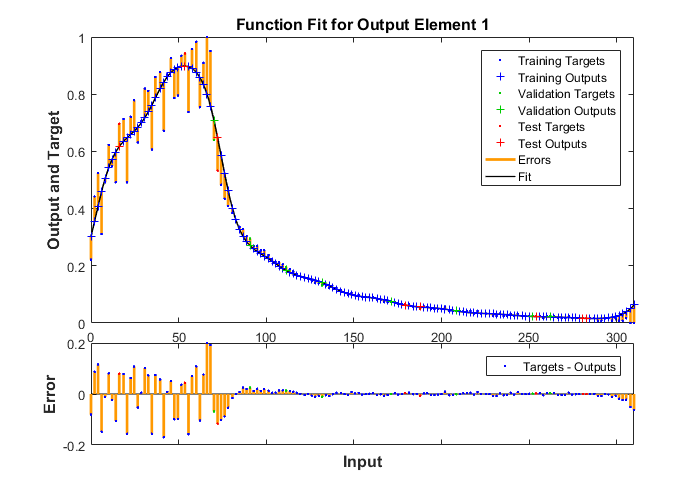 Function Fit for Output Element 1
Output and Target
1
0.8
0.6
0.4
0.2
0
Training Targets
Training Outputs
Validation Targets
Validation Outputs
Test Targets
Test Outputs
Errors
Fit
0 50 100 150 200 250 300
Error
0.2
0
-0.2
Targets - Outputs
Input